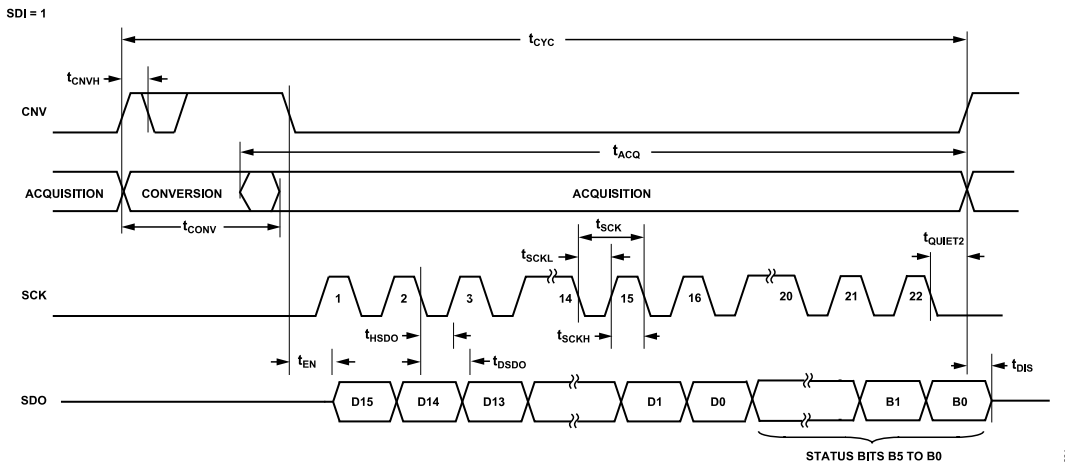 SDI = 1
tCYC
tCNVH
CNV
tACQ
ACQUISITION
CONVERSION
ACQUISITION
tCONV
tSCK
tQUIET2
tSCKL
SCK
1
2
3
14
15
16
20
21
22
tHSDO
tSCKH
tEN
tDSDO
tDIS
SDO
D15
D14
D13
D1
D0
B1
B0
STATUS BITS B5 TO B0